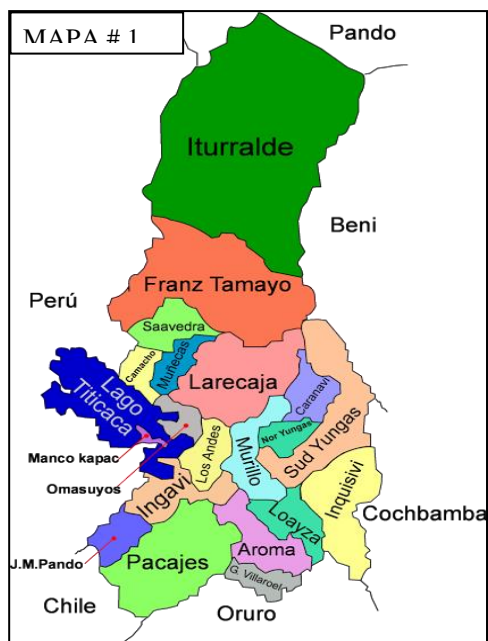 MAPA # 1
Pando
Iturralde
Beni
Franz Tamayo
Perú
Saavedra
Camacho
Muñecas
Larecaja
Caranavi
Lago
Titicaca
Manco kapac
Omasuyos
Los Andes
Murillo
Nor Yungas
Sud Yungas
Ingavi
Inquisivi
Loayza
Cochbamba
J.M.Pando
Pacajes
Aroma
G. Villaroel
Chile
Oruro